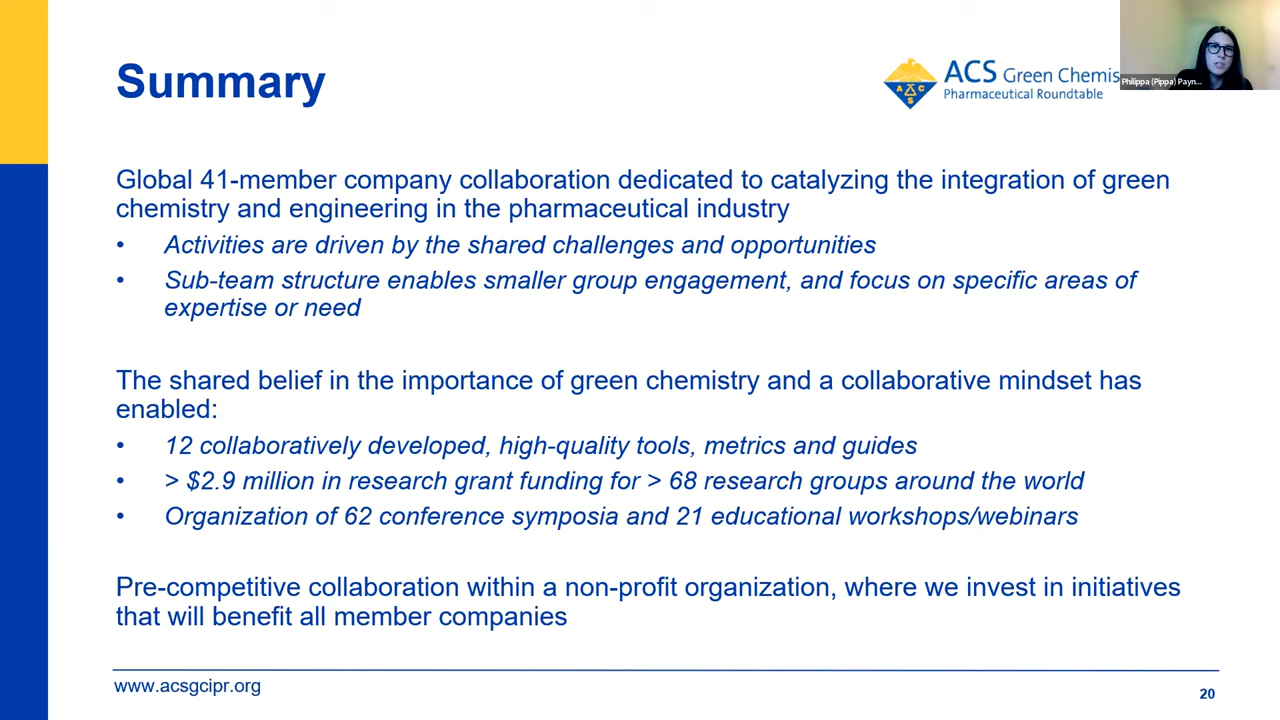 Summary
ACS Green Chemis
Pharmaceutical Roundtable
A C S
Philippa (Pippa) Payn...
Global 41-member company collaboration dedicated to catalyzing the integration of green
chemistry and engineering in the pharmaceutical industry
• Activities are driven by the shared challenges and opportunities
• Sub-team structure enables smaller group engagement, and focus on specific areas of
expertise or need
The shared belief in the importance of green chemistry and a collaborative mindset has
enabled:
• 12 collaboratively developed, high-quality tools, metrics and guides
• > $2.9 million in research grant funding for > 68 research groups around the world
• Organization of 62 conference symposia and 21 educational workshops/webinars
Pre-competitive collaboration within a non-profit organization, where we invest in initiatives
that will benefit all member companies
www.acsgcipr.org
20